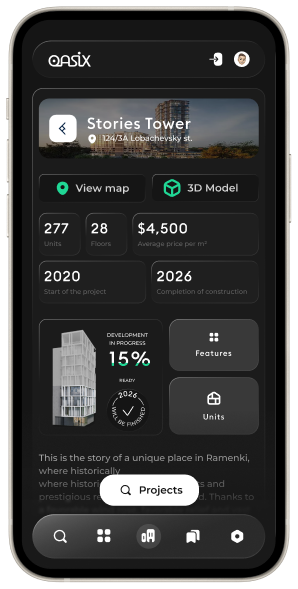 QASIX
Stories Tower
124/3A Lobachevsky st.
View map
3D Model
277
Units
28
Floors
$4,500
Average price per m²
2020
Start of the project
2026
Completion of construction
DEVELOPMENT
IN PROGRESS
15%
READY
2026
WILL BE FINISHED
Features
Units
This is the story of a unique place in Ramenki,
where historically
where histori s and
prestigious re d. Thanks to
Projects